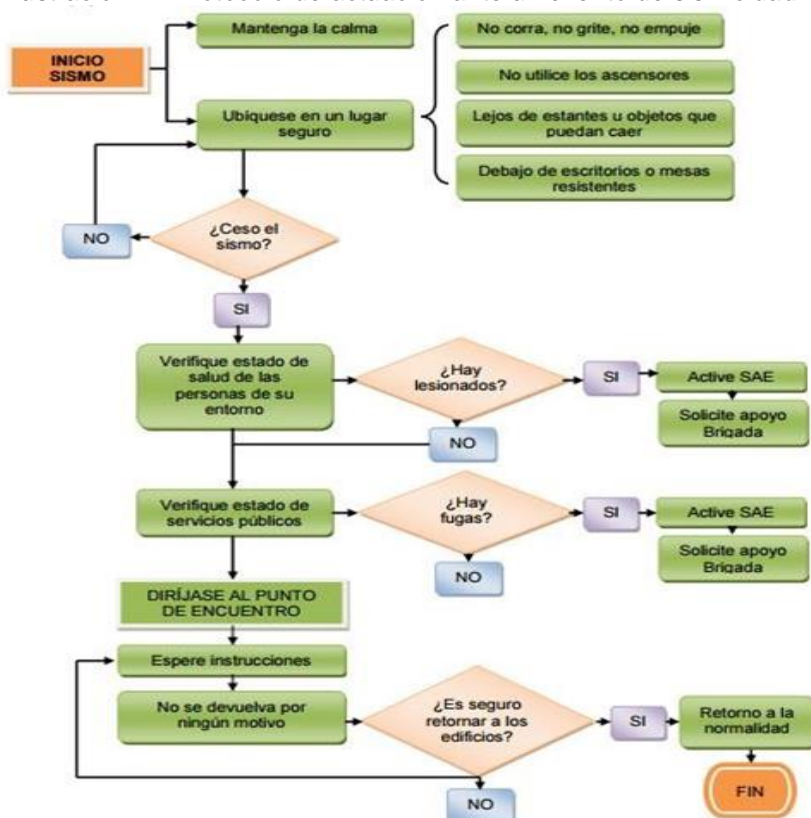 INICIO
SISMO
Mantenga la calma
No corra, no grite, no empuje
No utilice los ascensores
Ubíquese en un lugar
seguro
Lejos de estantes u objetos que
puedan caer
Debajo de escritorios o mesas
resistentes
NO
¿Ceso el
sismo?
SI
Verifique estado de
salud de las
personas de su
entorno
¿Hay
lesionados?
SI
Active SAE
Solicite apoyo
Brigada
NO
Verifique estado de
servicios públicos
¿Hay
fugas?
SI
Active SAE
Solicite apoyo
Brigada
NO
DIRÍJASE AL PUNTO
DE ENCUENTRO
Espere instrucciones
No se devuelva por
ningún motivo
¿Es seguro
retornar a los
edificios?
SI
Retorno a la
normalidad
NO
FIN